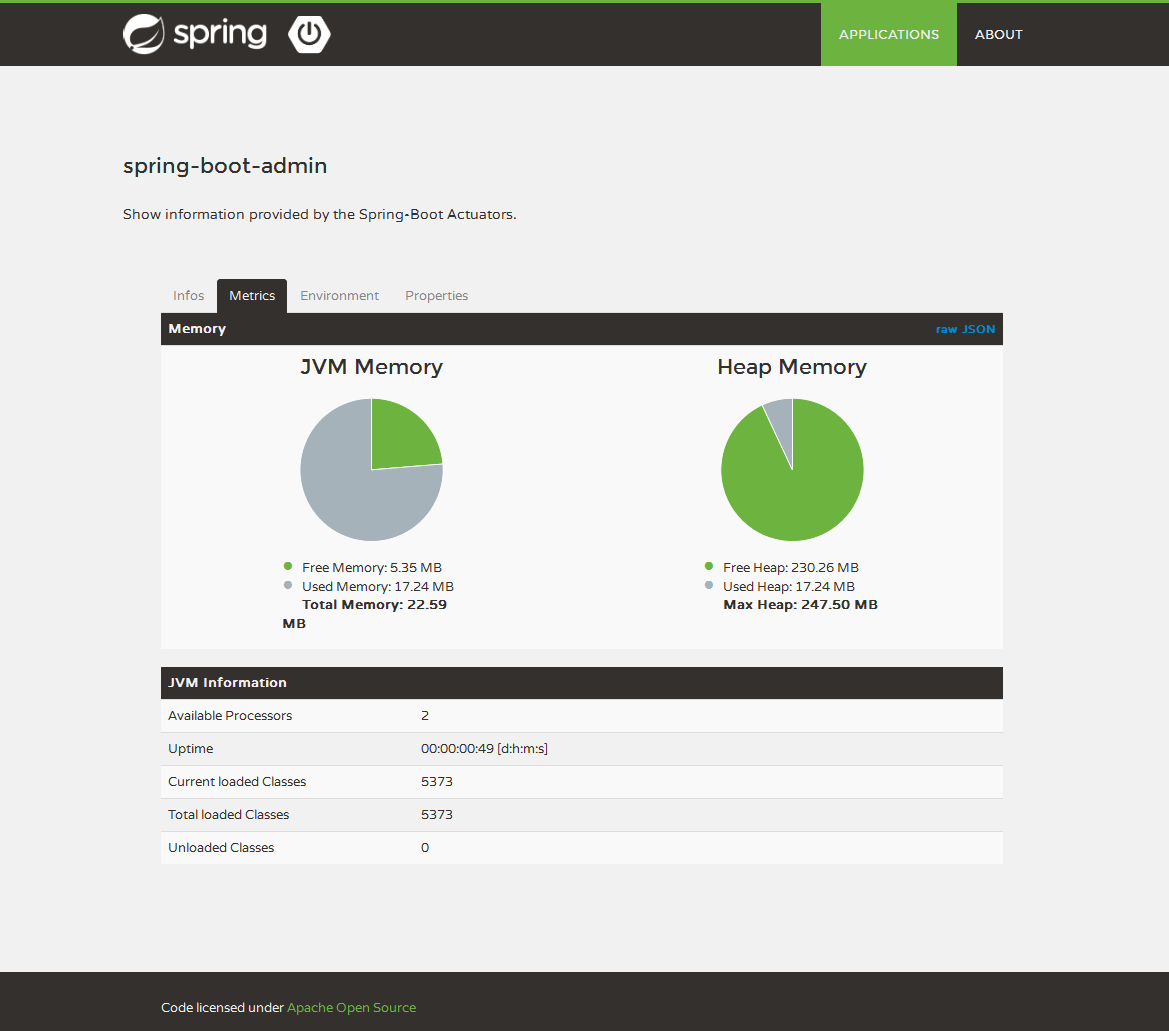 spring
APPLICATIONS
ABOUT
spring-boot-admin
Show information provided by the Spring-Boot Actuators.
Infos
Metrics
Environment
Properties
Memory
raw JSON
JVM Memory
Free Memory: 5.35 MB
Used Memory: 17.24 MB
Total Memory: 22.59
MB
Heap Memory
Free Heap: 230.26 MB
Used Heap: 17.24 MB
Max Heap: 247.50 MB
JVM Information
Available Processors 2
Uptime 00:00:00:49 [d:h:m:s]
Current loaded Classes 5373
Total loaded Classes 5373
Unloaded Classes 0
Code licensed under Apache Open Source